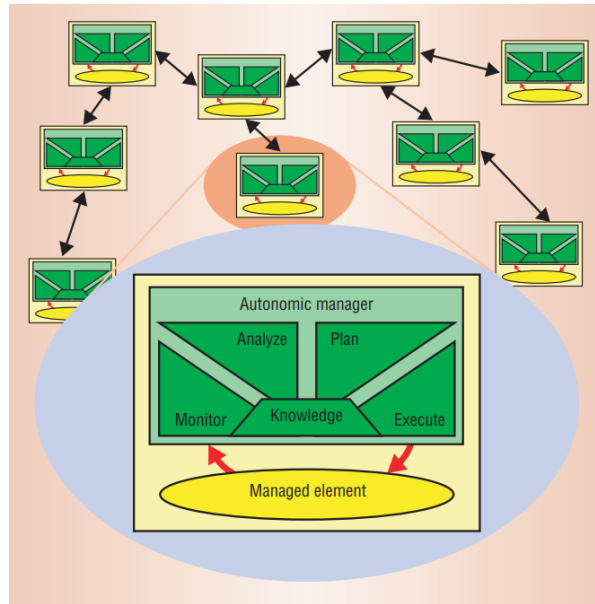 Autonomic manager
Analyze
Plan
Monitor
Knowledge
Execute
Managed element